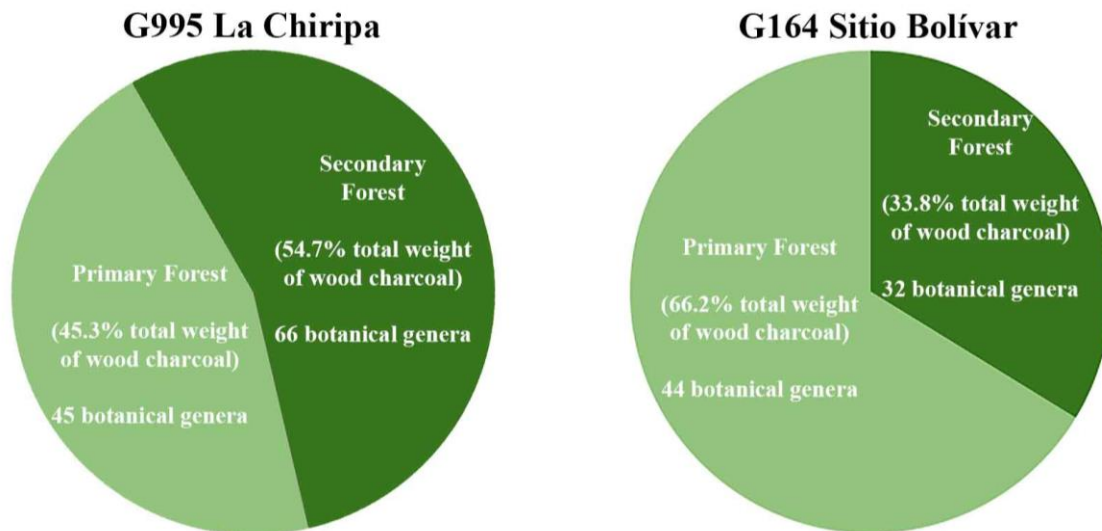 G995 La Chiripa
Secondary
Forest
(54.7% total weight
of wood charcoal)
66 botanical genera
Primary Forest
(45.3% total weight
of wood charcoal)
45 botanical genera
G164 Sitio Bolívar
Secondary
Forest
(33.8% total weight
of wood charcoal)
32 botanical genera
Primary Forest
(66.2% total weight
of wood charcoal)
44 botanical genera